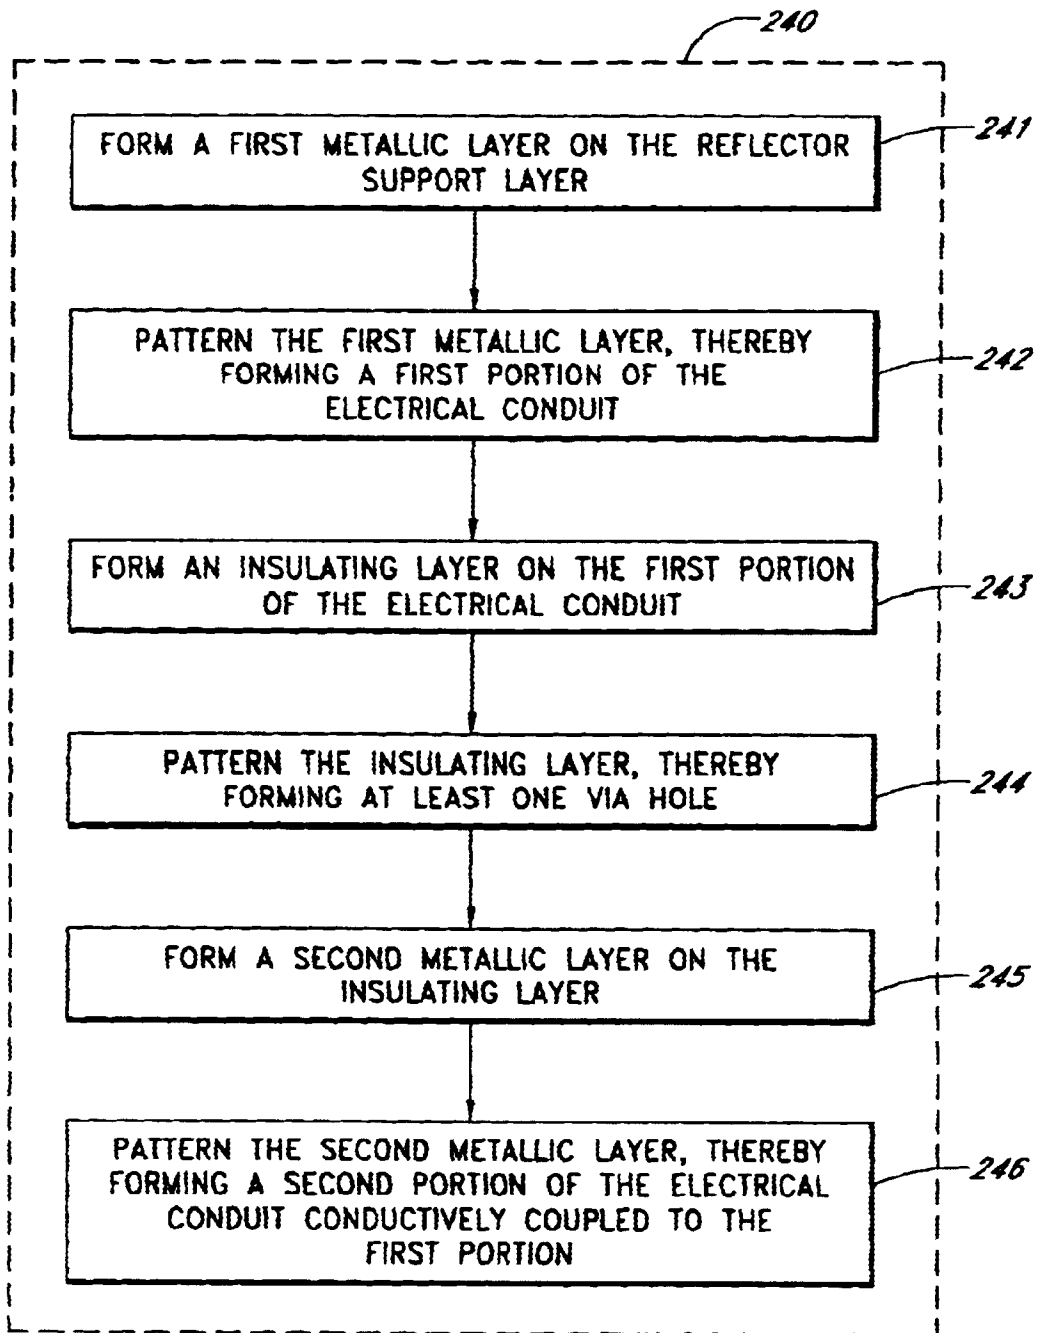 240
FORM A FIRST METALLIC LAYER ON THE REFLECTOR
SUPPORT LAYER
241
PATTERN THE FIRST METALLIC LAYER, THEREBY
FORMING A FIRST PORTION OF THE
ELECTRICAL CONDUIT
242
FORM AN INSULATING LAYER ON THE FIRST PORTION
OF THE ELECTRICAL CONDUIT
243
PATTERN THE INSULATING LAYER, THEREBY
FORMING AT LEAST ONE VIA HOLE
244
FORM A SECOND METALLIC LAYER ON THE
INSULATING LAYER
245
PATTERN THE SECOND METALLIC LAYER, THEREBY
FORMING A SECOND PORTION OF THE ELECTRICAL
CONDUIT CONDUCTIVELY COUPLED TO THE
FIRST PORTION
246